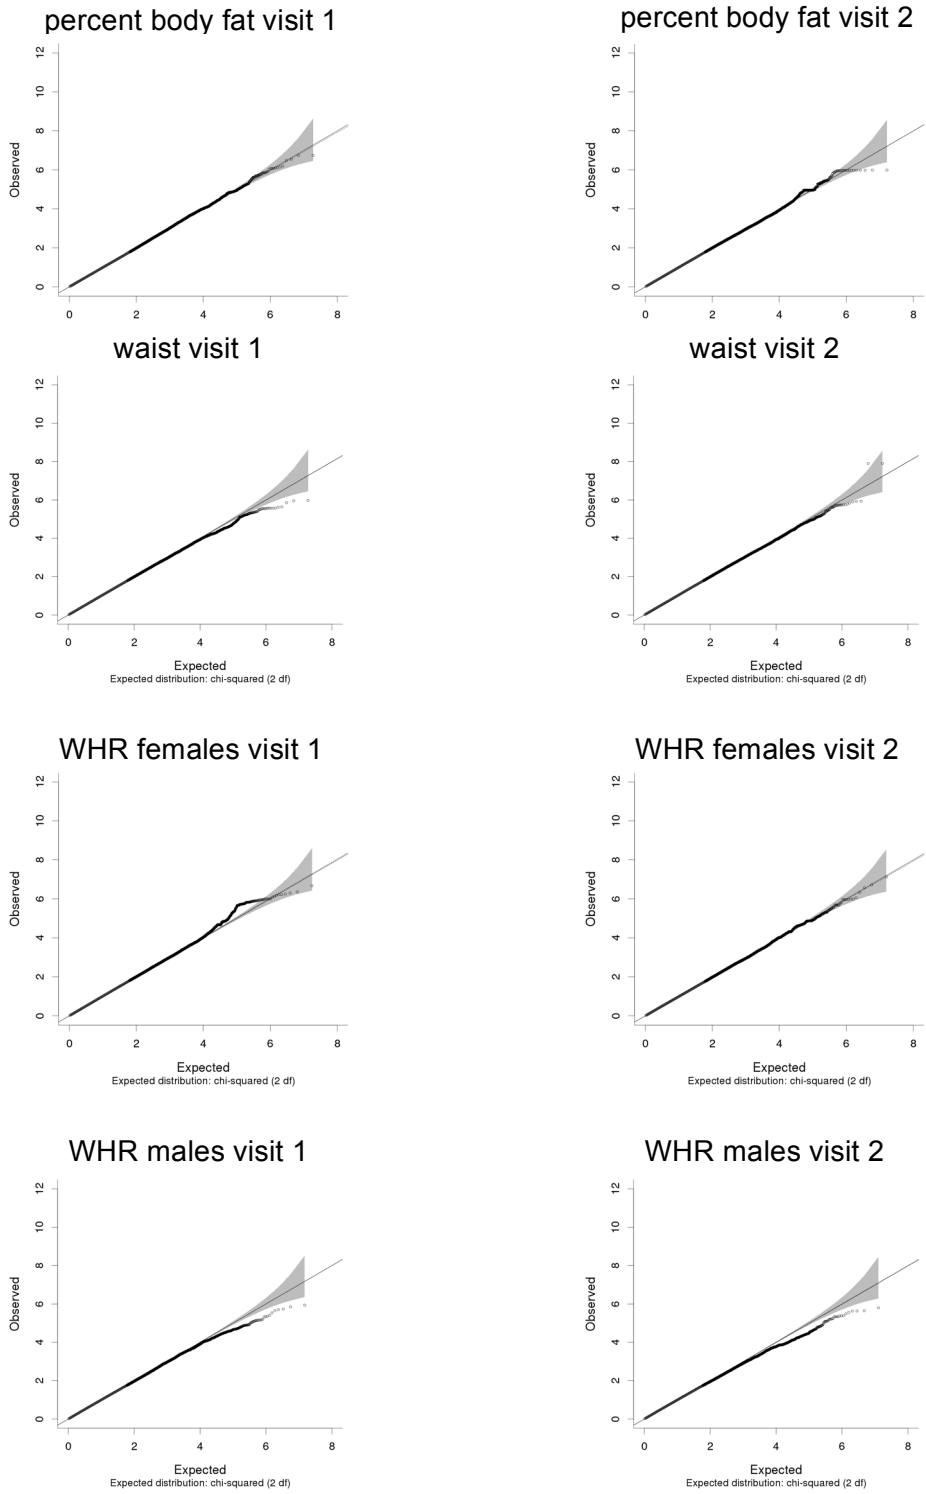 percent body fat visit 1
percent body fat visit 2
12
10
8
6
4
2
0
Observed
0 2 4 6 8
12
10
8
6
4
2
0
Observed
0 2 4 6 8
waist visit 1
waist visit 2
12
10
8
6
4
2
0
Observed
0 2 4 6 8
Expected
Expected distribution: chi-squared (2 df)
12
10
8
6
4
2
0
Observed
0 2 4 6 8
Expected
Expected distribution: chi-squared (2 df)
WHR females visit 1
WHR females visit 2
12
10
8
6
4
2
0
Observed
0 2 4 6 8
Expected
Expected distribution: chi-squared (2 df)
12
10
8
6
4
2
0
Observed
0 2 4 6 8
Expected
Expected distribution: chi-squared (2 df)
WHR males visit 1
WHR males visit 2
12
10
8
6
4
2
0
Observed
0 2 4 6 8
Expected
Expected distribution: chi-squared (2 df)
12
10
8
6
4
2
0
Observed
0 2 4 6 8
Expected
Expected distribution: chi-squared (2 df)